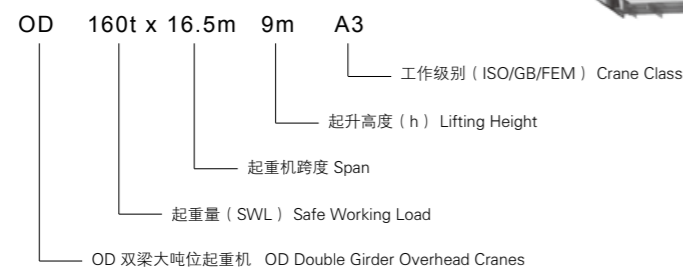 OD 160t x 16.5m 9m A3
工作级别（ISO/GB/FEM） Crane Class
起升高度（h） Lifting Height
起重机跨度 Span
起重量（SWL） Safe Working Load
OD 双梁大吨位起重机 OD Double Girder Overhead Cranes